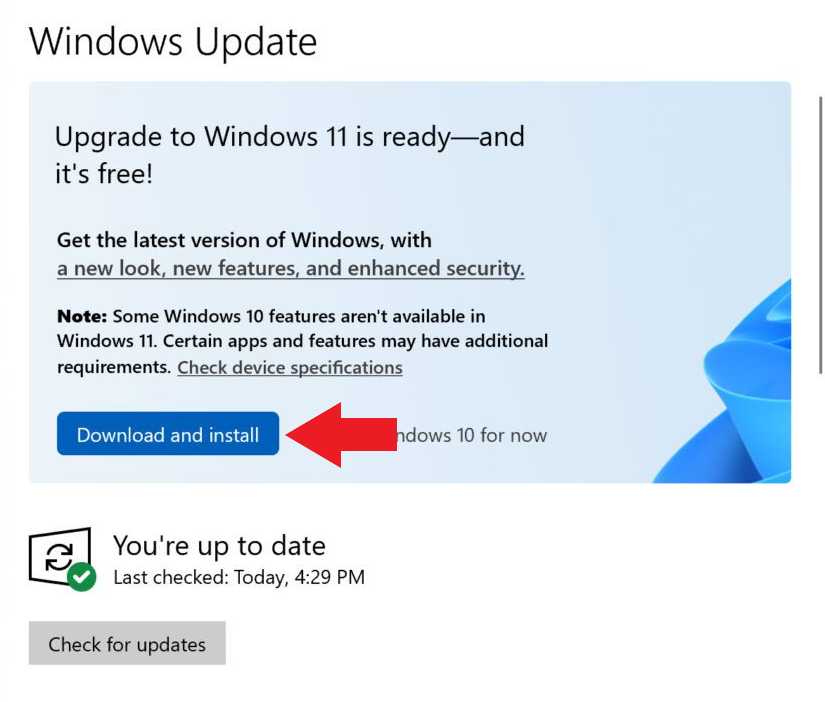 Windows Update
Upgrade to Windows 11 is ready—and
it's free!
Get the latest version of Windows, with
a new look, new features, and enhanced security.
Note: Some Windows 10 features aren't available in
Windows 11. Certain apps and features may have additional
requirements. Check device specifications
Download and install
10 for now
You're up to date
Last checked: Today, 4:29 PM
Check for updates